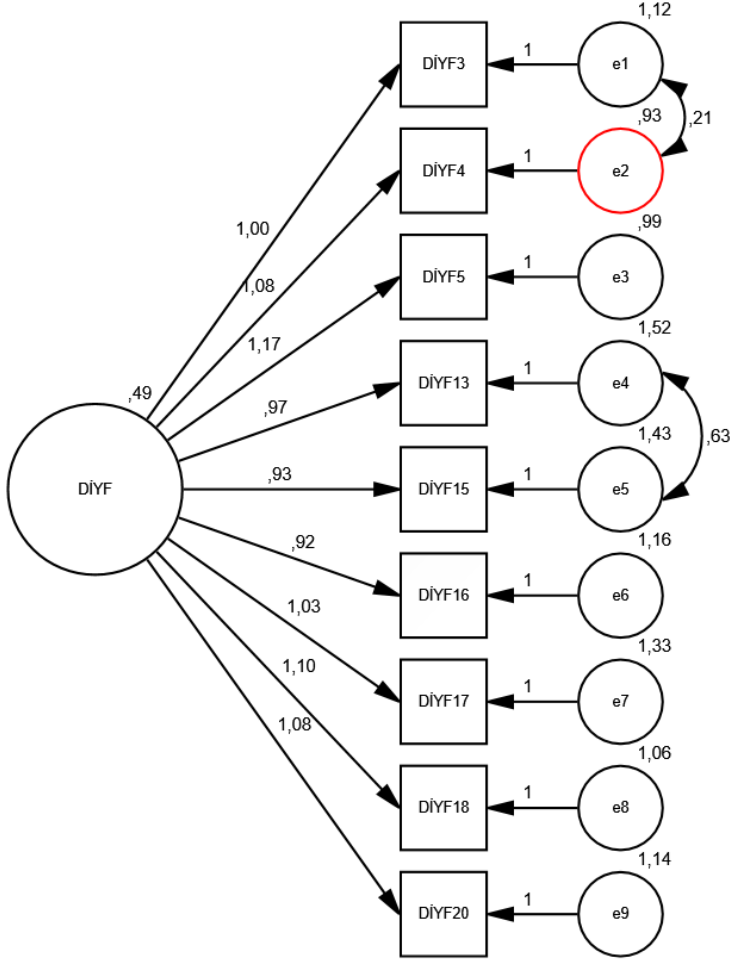 1,12
DİYF3
1
e1
,93
,21
DİYF4
1
e2
1,00
,99
1,08
DİYF5
1
e3
1,17
1,52
DİYF13
1
e4
,49
,97
1,43
,63
DİYF
,93
DİYF15
1
e5
,92
1,16
DİYF16
1
e6
1,03
1,33
1,10
DİYF17
1
e7
1,08
1,06
DİYF18
1
e8
1,14
DİYF20
1
e9